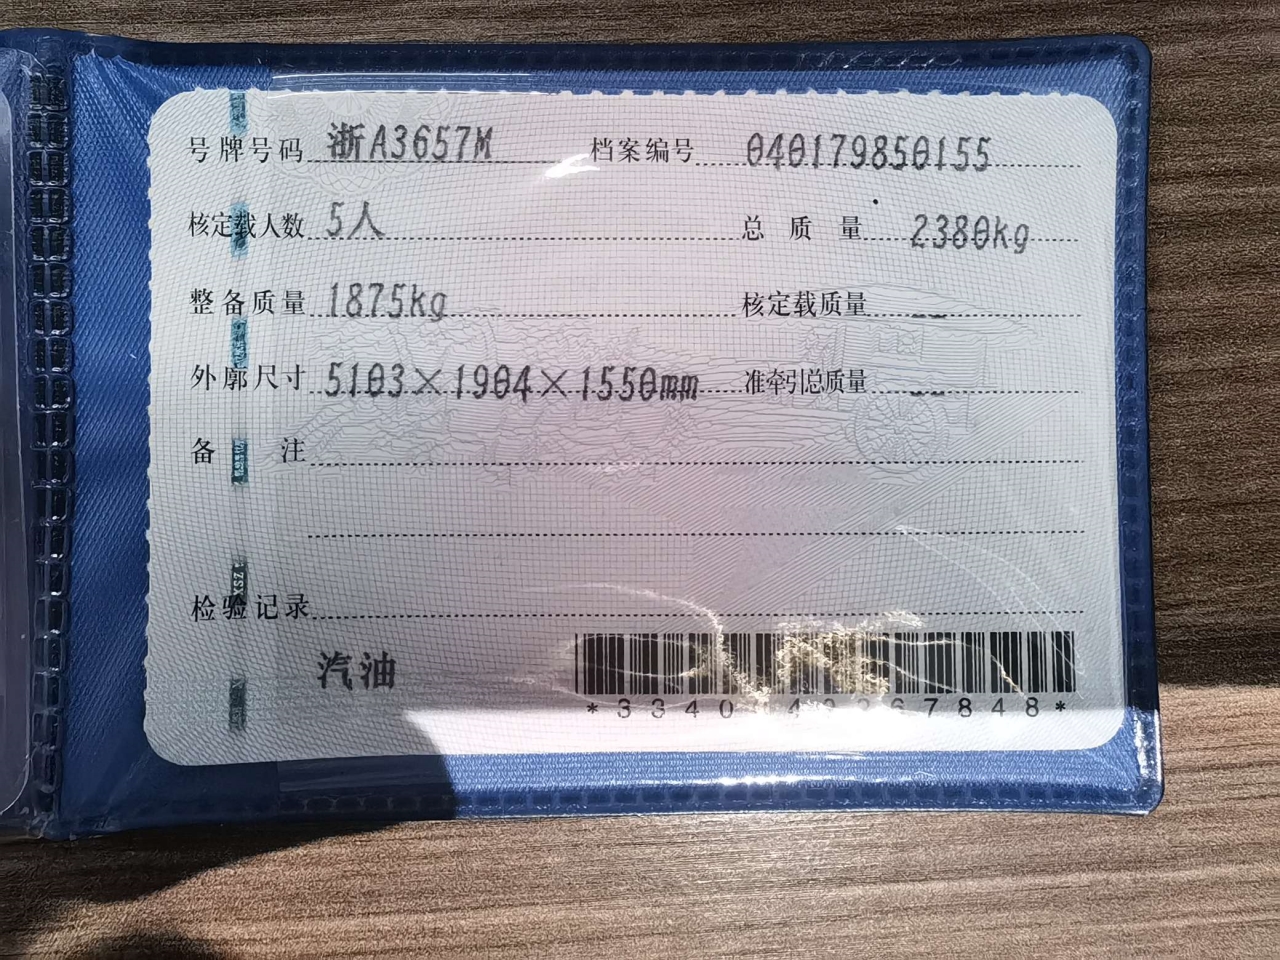 号牌号码 浙A3657M 档案编号 040179850155
核定载人数 5人 总质量 2380kg
整备质量 1875kg 核定载质量 --
外廓尺寸 5103×1904×1550mm 准牵引总质量 --
备注
检验记录
汽油